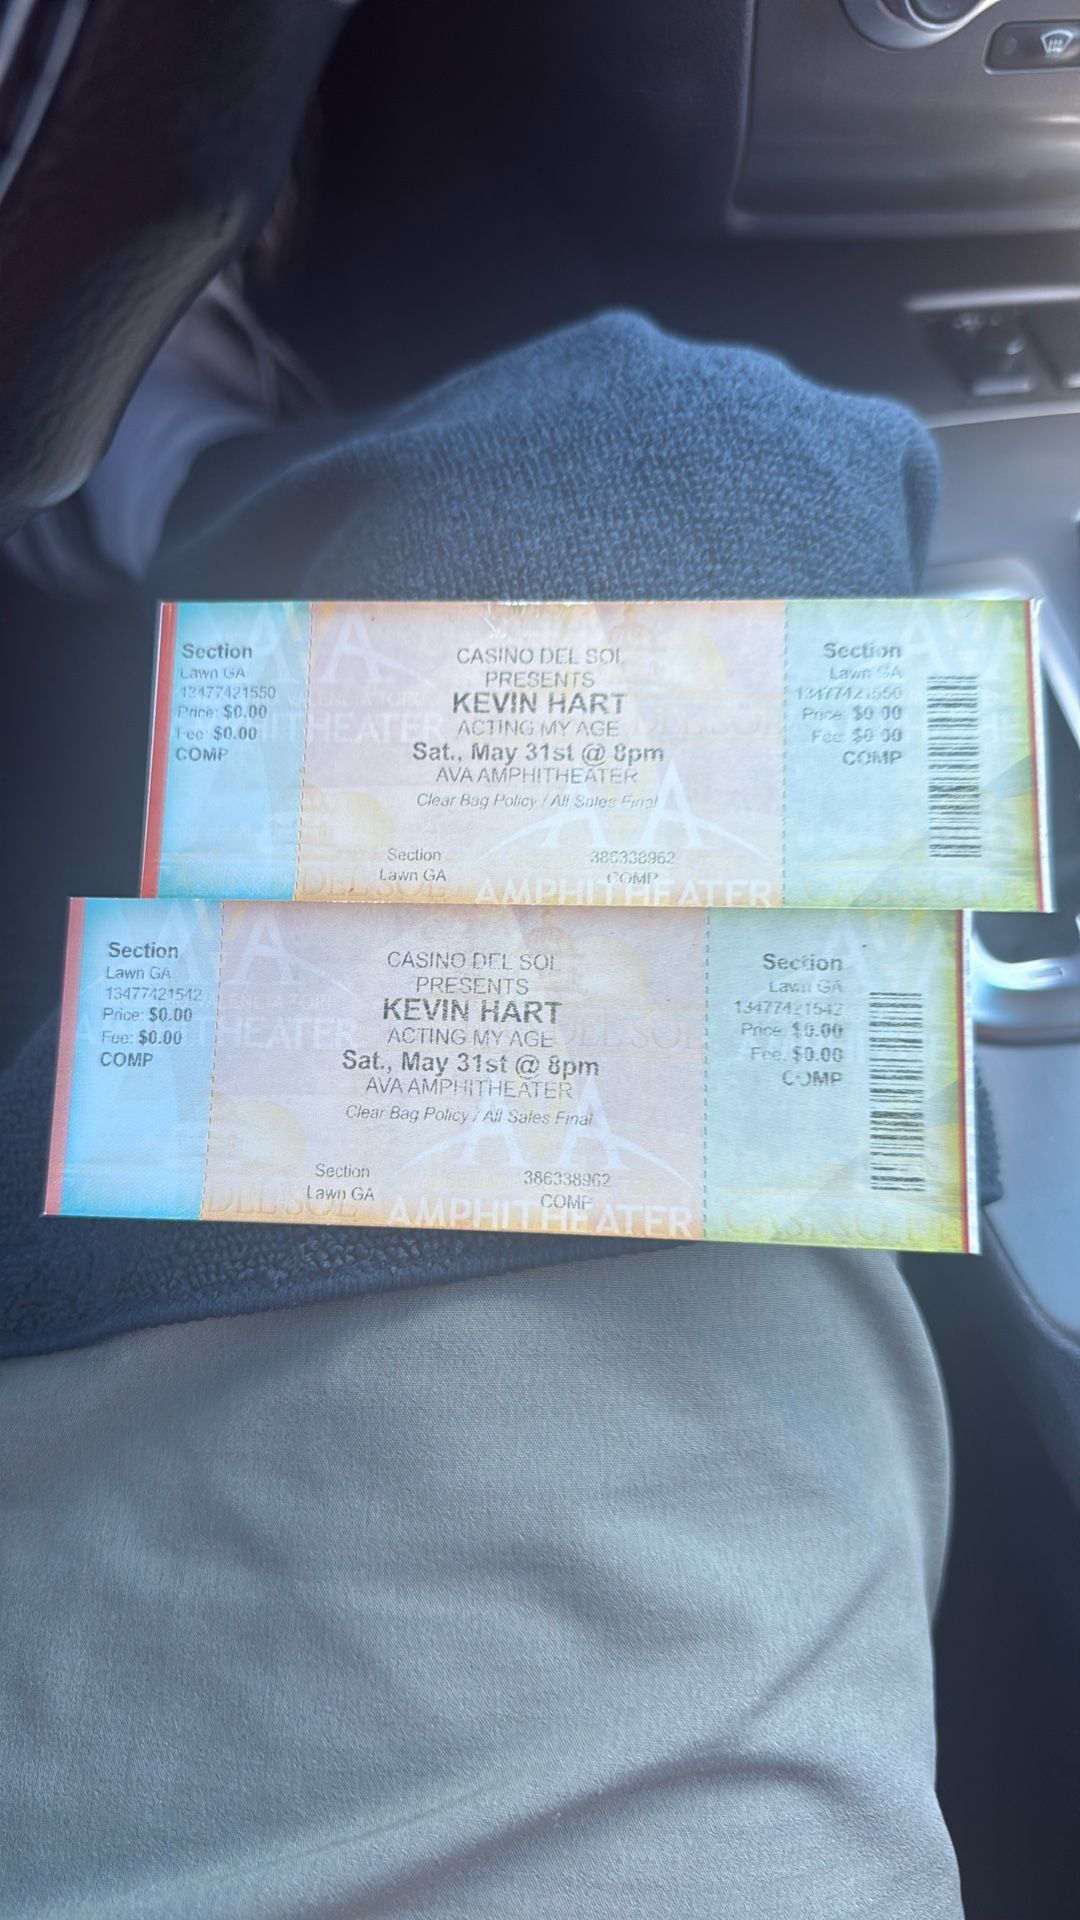 Section
Lawn GA
13477421550
Price: $0.00
Fee: $0.00
COMP
CASINO DEL SOL
PRESENTS
KEVIN HART
ACTING MY AGE
Sat., May 31st @ 8pm
AVA AMPHITHEATER
Clear Bag Policy / All Sales Final
Section
Lawn GA
386338962
COMP
AMPHITHEATER
Section
Lawn GA
13477421550
Price: $0.00
Fee: $0.00
COMP
Section
Lawn GA
13477421542
Price: $0.00
Fee: $0.00
COMP
CASINO DEL SOL
PRESENTS
KEVIN HART
ACTING MY AGE
Sat., May 31st @ 8pm
AVA AMPHITHEATER
Clear Bag Policy / All Sales Final
Section
Lawn GA
386338962
COMP
AVA
AMPHITHEATER
Section
Lawn GA
13477421542
Price: $0.00
Fee: $0.00
COMP